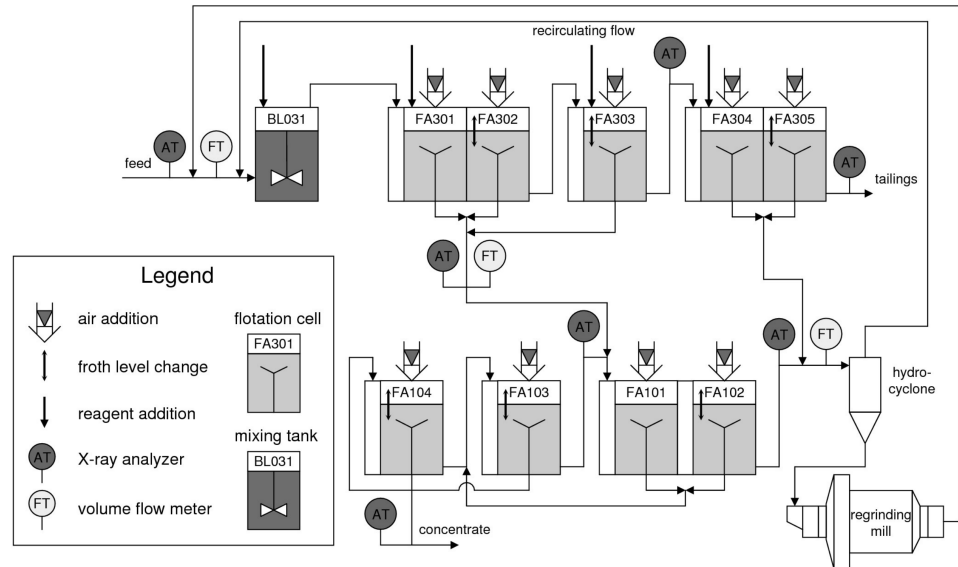 recirculating flow
AT
BL031
FA301
FA302
FA303
FA304
FA305
AT
FT
feed
AT
tailings
AT
FT
Legend
air addition
flotation cell
froth level change
FA301
reagent addition
mixing tank
X-ray analyzer
AT
BL031
volume flow meter
FT
AT
AT
FT
FA104
FA103
FA101
FA102
hydro-
cyclone
AT
concentrate
regrinding
mill